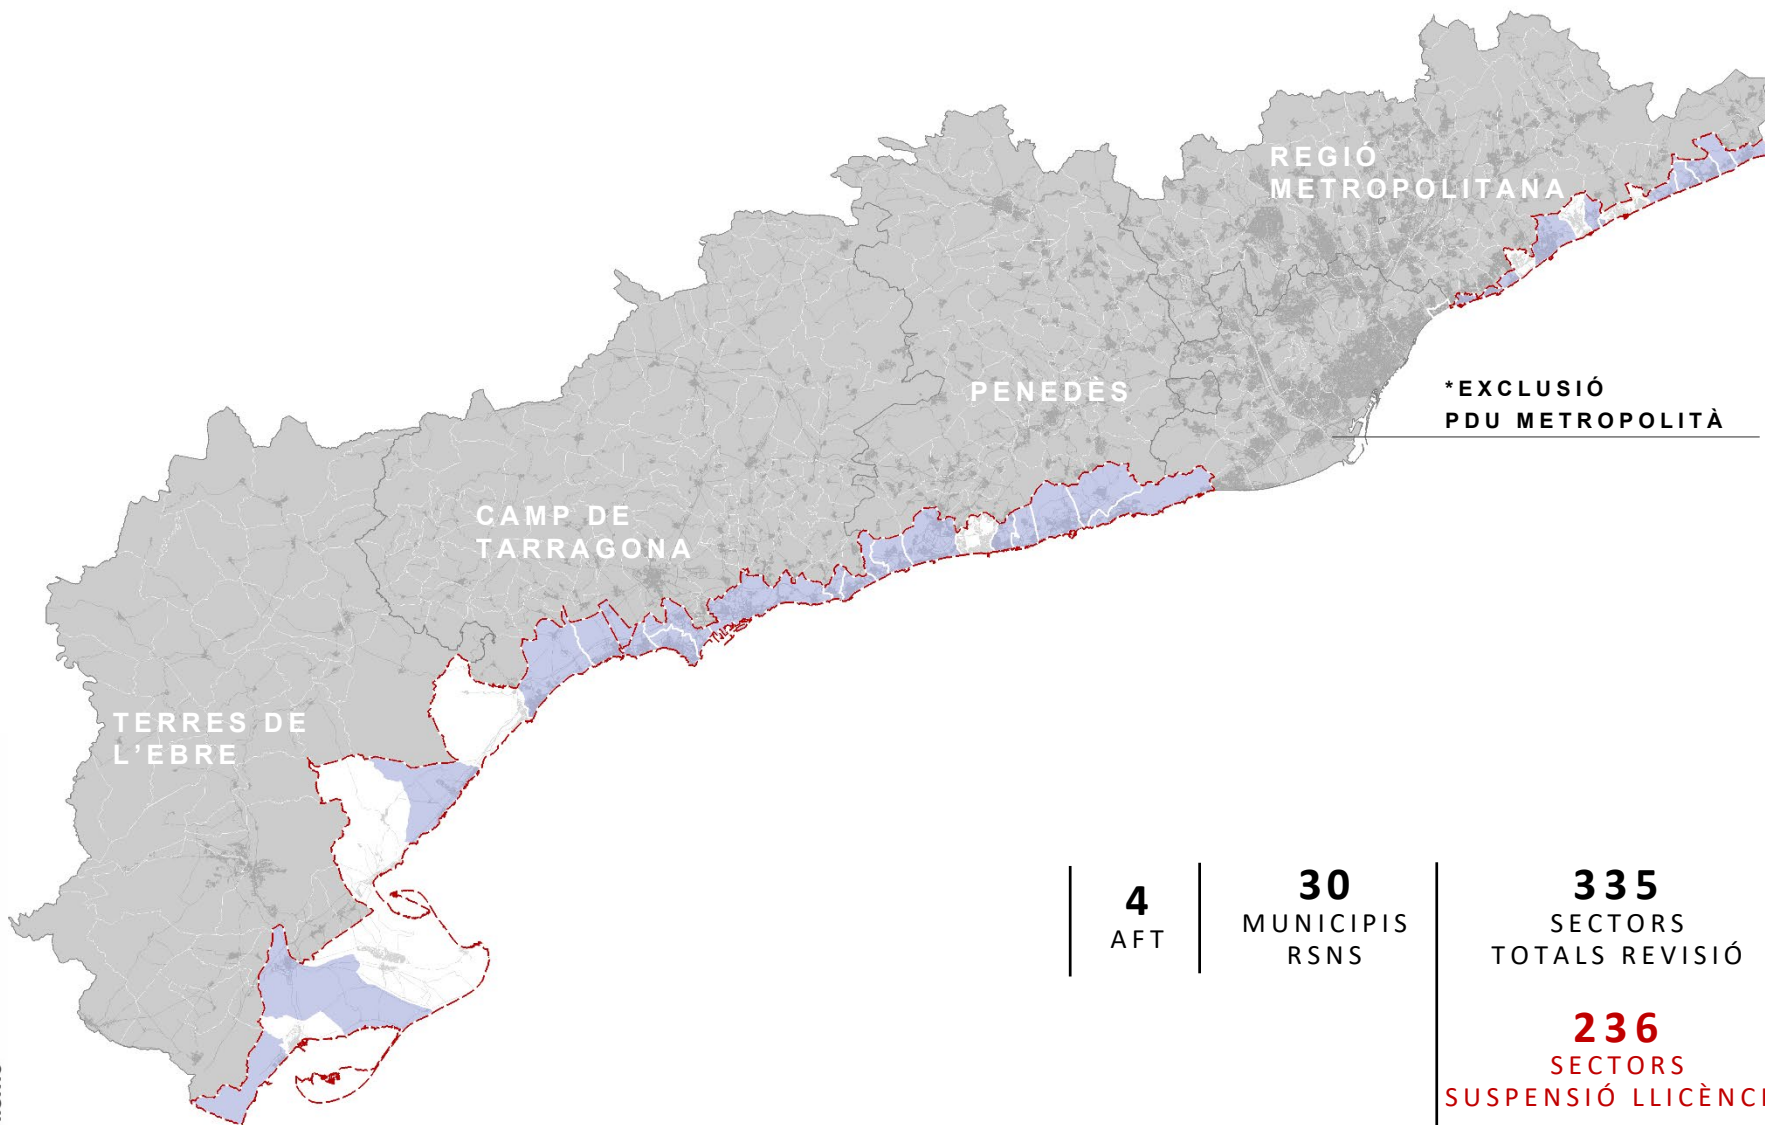 REGIÓ
METROPOLITANA
PENEDÈS
*EXCLUSIÓ
PDU METROPOLITÀ
CAMP DE
TARRAGONA
TERRES DE
L'EBRE
4
AFT
30
MUNICIPIS
RSNS
335
SECTORS
TOTALS REVISIÓ
236
SECTORS
SUSPENSIÓ